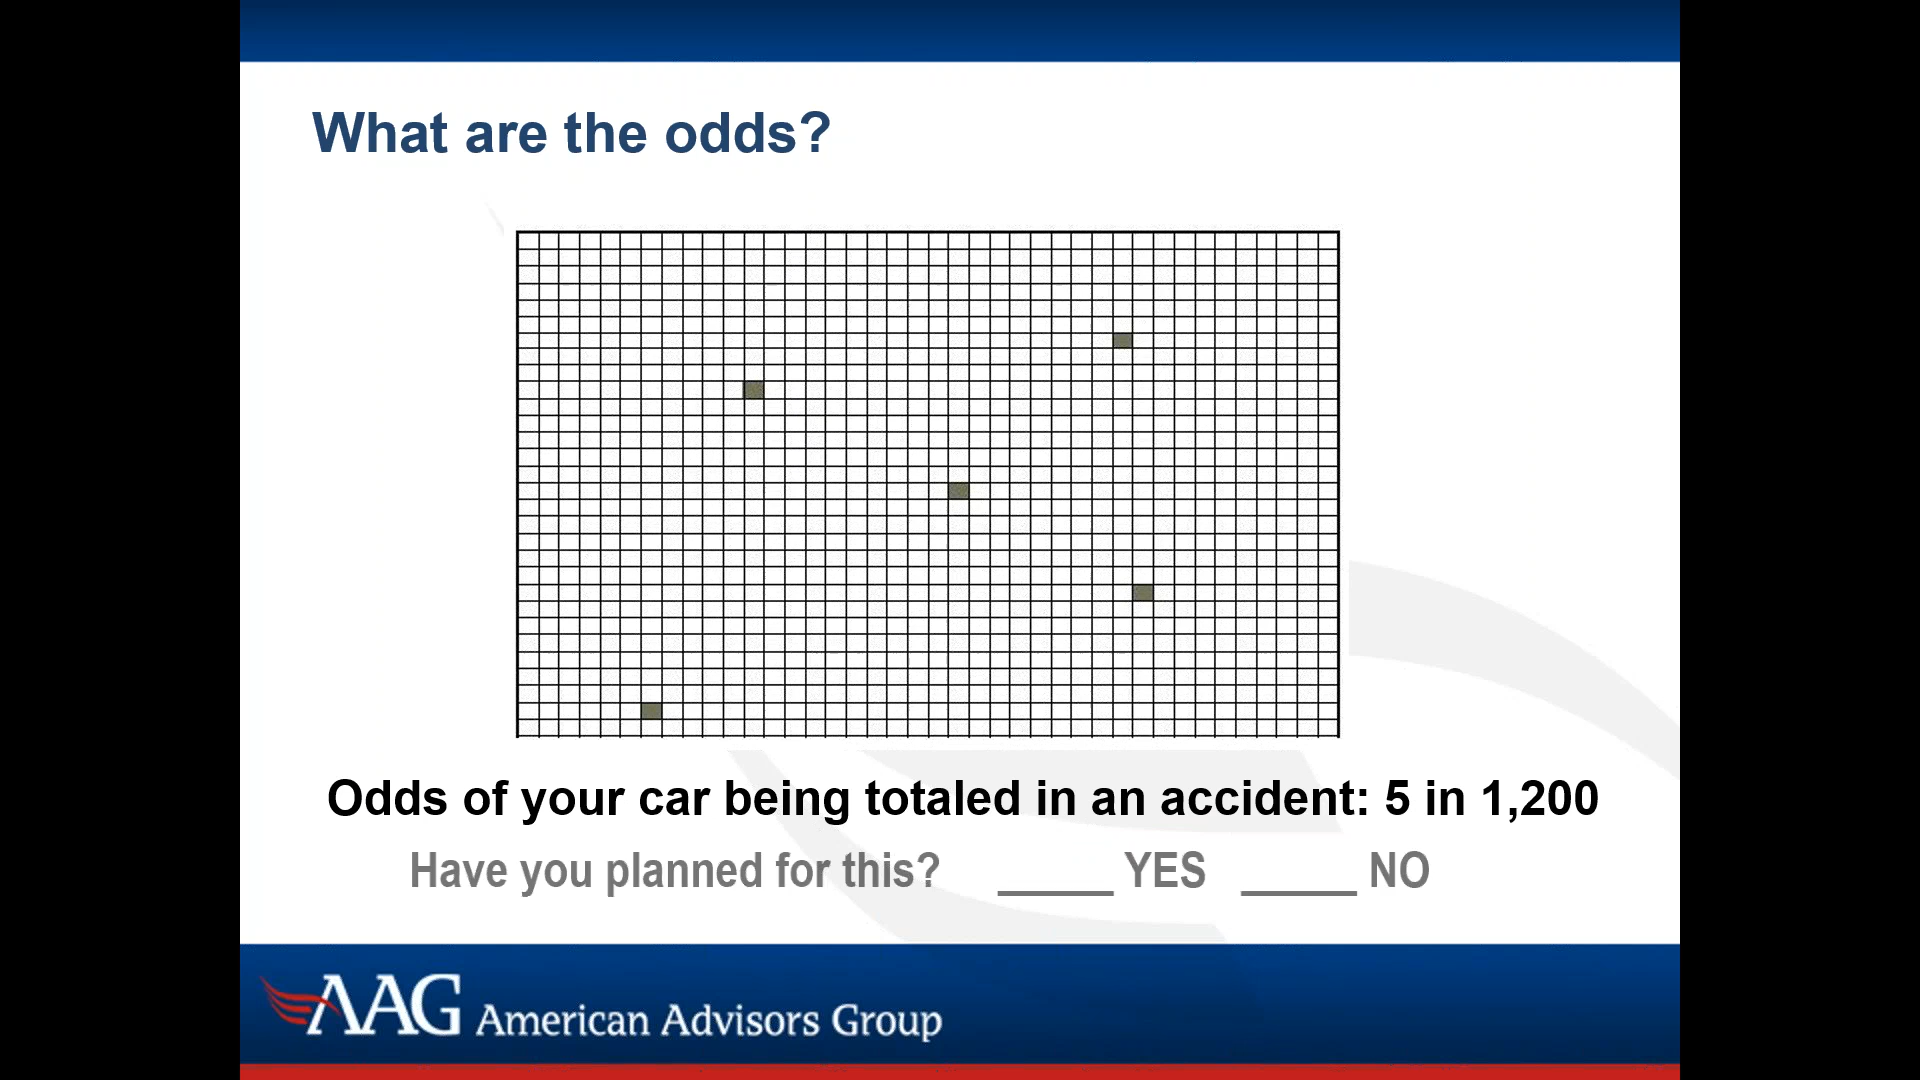 What are the odds?
Odds of your car being totaled in an accident: 5 in 1,200
Have you planned for this? _____ YES _____ NO
AAG American Advisors Group